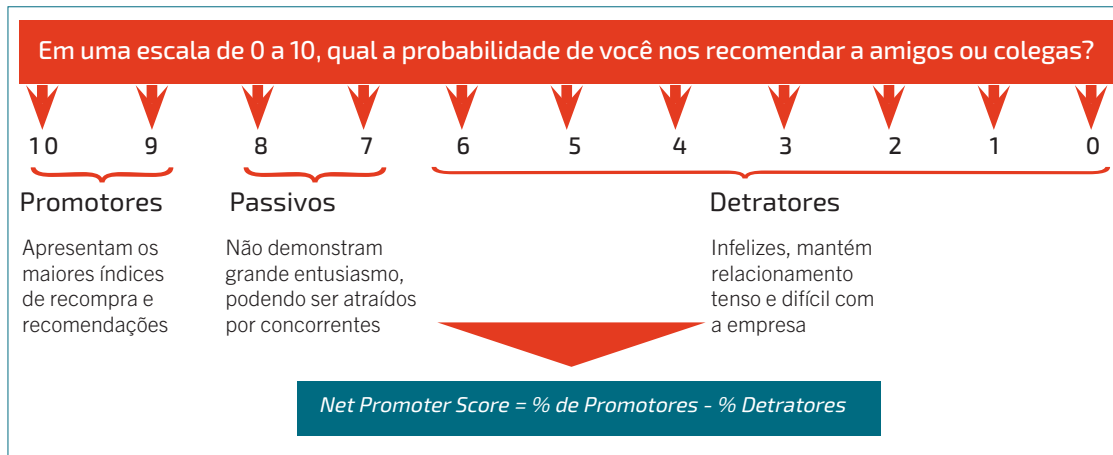 Em uma escala de 0 a 10, qual a probabilidade de você nos recomendar a amigos ou colegas?
10 9 8 7 6 5 4 3 2 1 0
Promotores
Apresentam os
maiores índices
de recompra e
recomendações
Passivos
Não demonstram
grande entusiasmo,
podendo ser atraídos
por concorrentes
Detratores
Infelizes, mantém
relacionamento
tenso e difícil com
a empresa
Net Promoter Score = % de Promotores - % Detratores